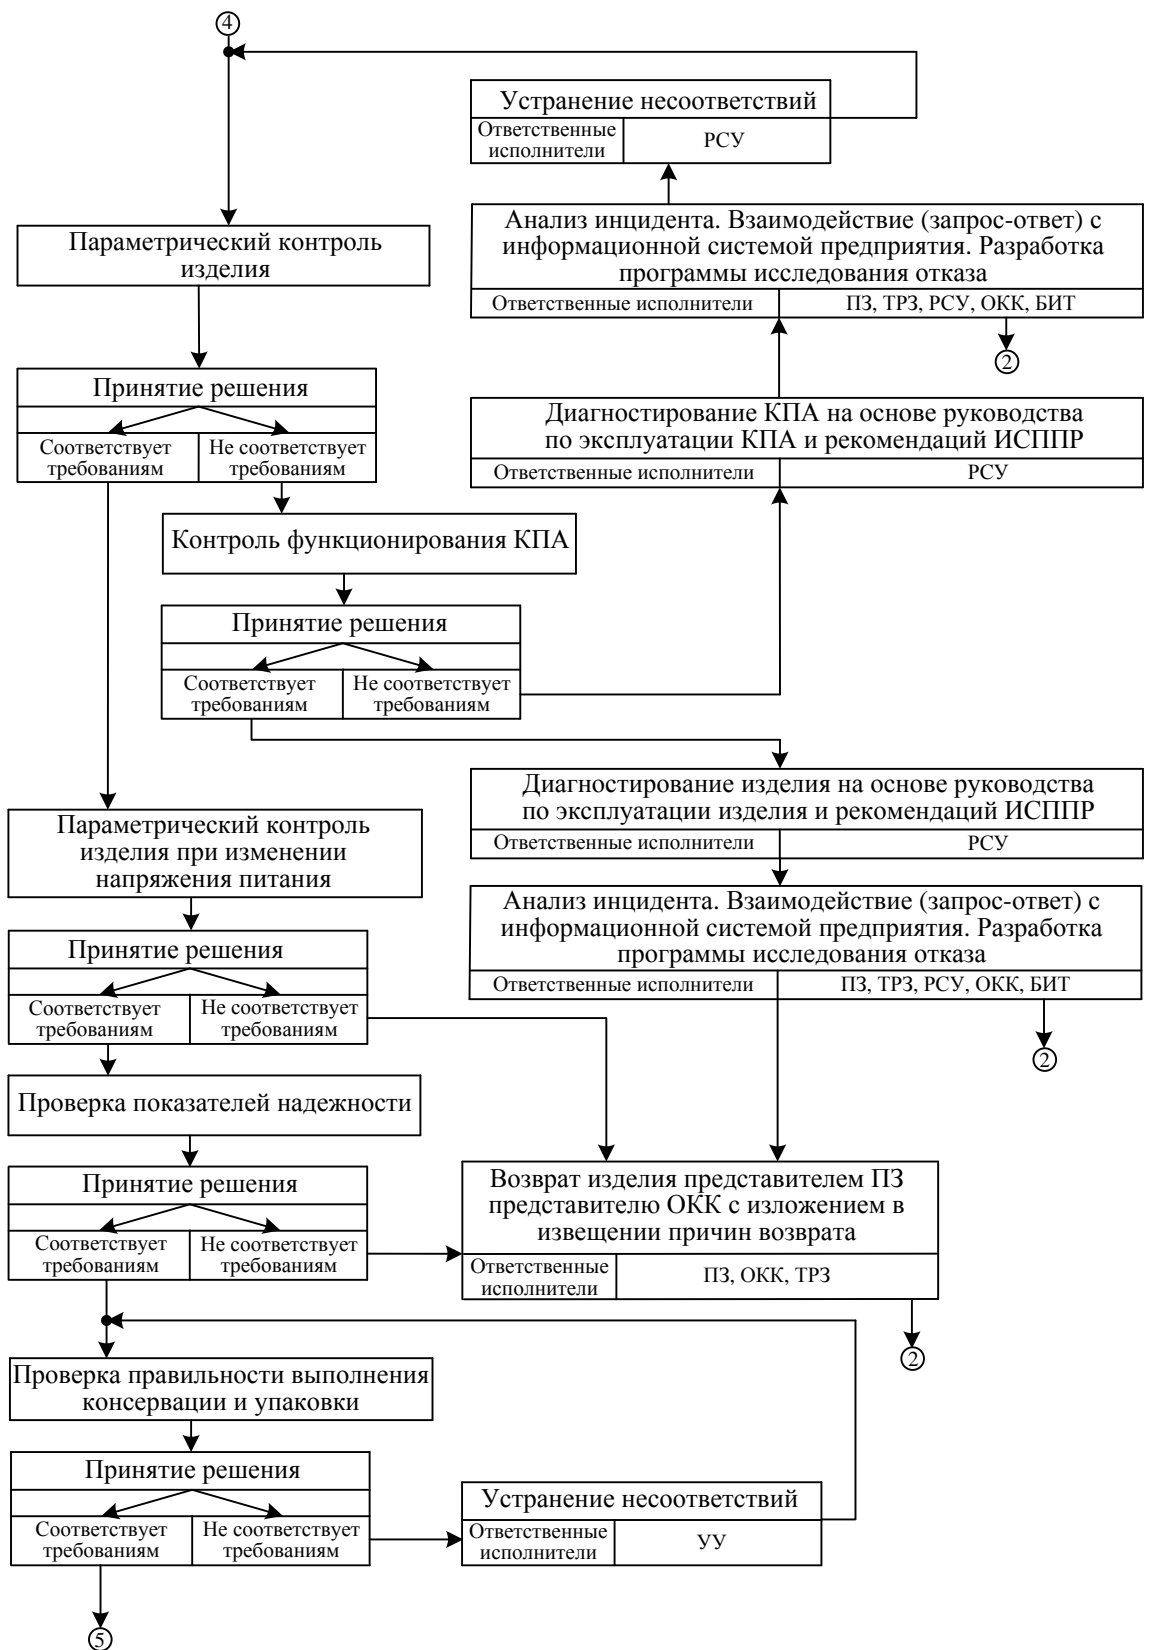 4
Устранение несоответствий
Ответственные
исполнители
РСУ
Параметрический контроль
изделия
Анализ инцидента. Взаимодействие (запрос-ответ) с
информационной системой предприятия. Разработка
программы исследования отказа
Ответственные исполнители
ПЗ, ТРЗ, РСУ, ОКК, БИТ
2
Принятие решения
Соответствует
требованиям
Не соответствует
требованиям
Диагностирование КПА на основе руководства
по эксплуатации КПА и рекомендаций ИСППР
Ответственные исполнители
РСУ
Контроль функционирования КПА
Принятие решения
Соответствует
требованиям
Не соответствует
требованиям
Диагностирование изделия на основе руководства
по эксплуатации изделия и рекомендаций ИСППР
Ответственные исполнители
РСУ
Параметрический контроль
изделия при изменении
напряжения питания
Анализ инцидента. Взаимодействие (запрос-ответ) с
информационной системой предприятия. Разработка
программы исследования отказа
Ответственные исполнители
ПЗ, ТРЗ, РСУ, ОКК, БИТ
2
Принятие решения
Соответствует
требованиям
Не соответствует
требованиям
Проверка показателей надежности
Принятие решения
Соответствует
требованиям
Не соответствует
требованиям
Возврат изделия представителем ПЗ
представителю ОКК с изложением в
извещении причин возврата
Ответственные
исполнители
ПЗ, ОКК, ТРЗ
2
Проверка правильности выполнения
консервации и упаковки
Принятие решения
Соответствует
требованиям
Не соответствует
требованиям
Устранение несоответствий
Ответственные
исполнители
УУ
5